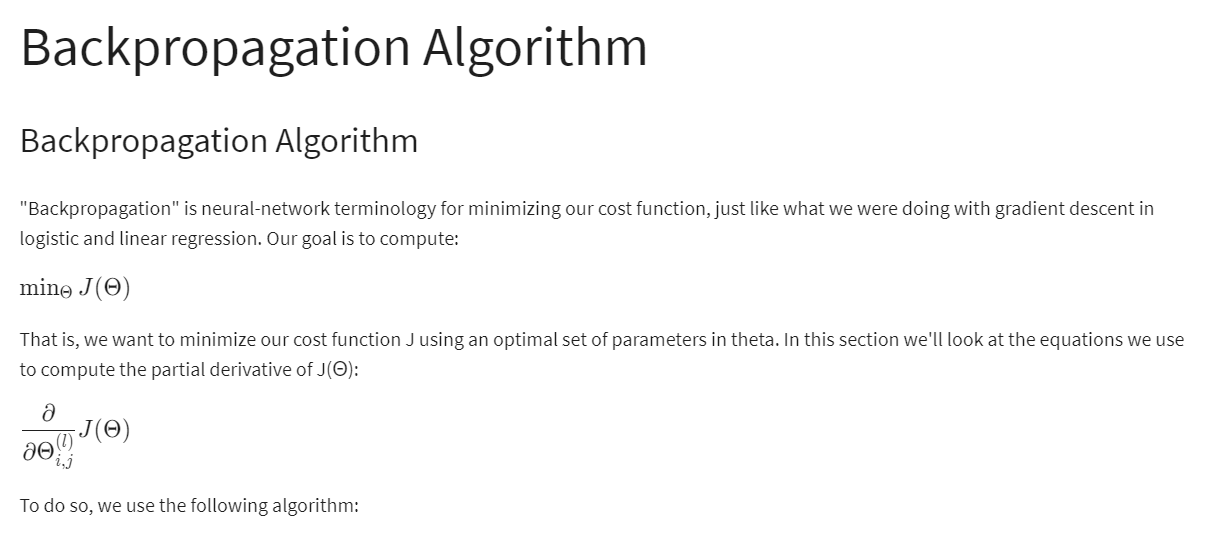 Backpropagation Algorithm
Backpropagation Algorithm
"Backpropagation" is neural-network terminology for minimizing our cost function, just like what we were doing with gradient descent in
logistic and linear regression. Our goal is to compute:
min_Θ J(Θ)
That is, we want to minimize our cost function J using an optimal set of parameters in theta. In this section we'll look at the equations we use
to compute the partial derivative of J(Θ):
∂/∂Θ_{i,j}^{(l)} J(Θ)
To do so, we use the following algorithm: